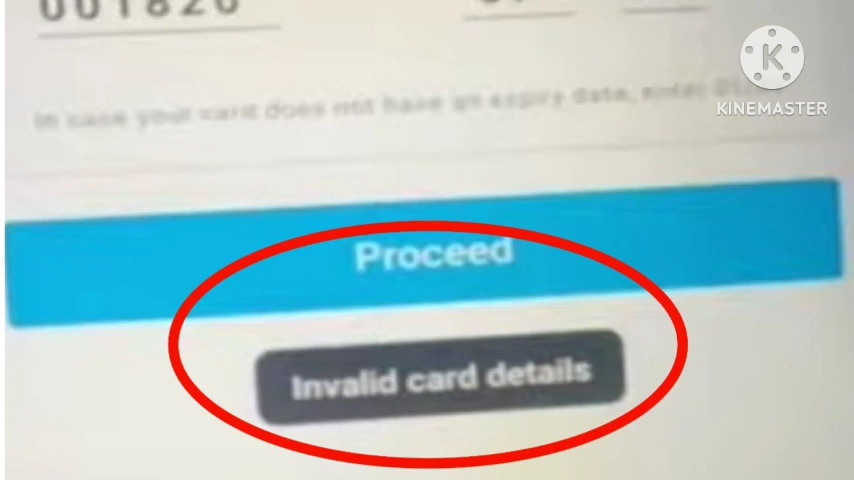 001820
K
KINEMASTER
In case your card does not have an expiry date, enter
Proceed
Invalid card details